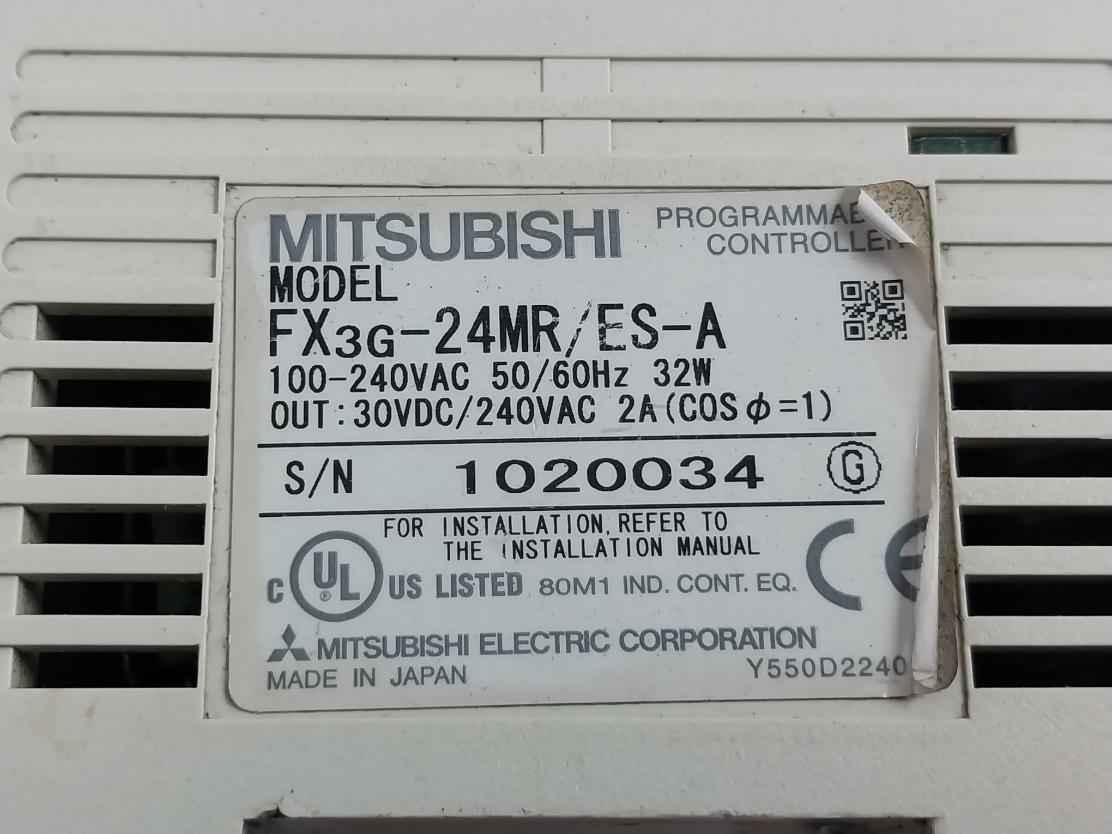 MITSUBISHI
PROGRAMMAB
CONTROLLER
MODEL
FX3G-24MR/ES-A
100-240VAC 50/60Hz 32W
OUT:30VDC/240VAC 2A(COSφ=1)
S/N 1020034 G
FOR INSTALLATION,REFER TO
THE INSTALLATION MANUAL
C UL ® US LISTED 80M1 IND. CONT. EQ. CE
MITSUBISHI ELECTRIC CORPORATION
MADE IN JAPAN Y550D2240